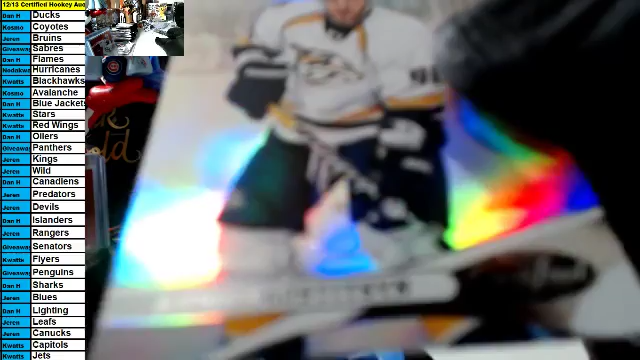 12/13 Certified Hockey Auc
Dan H Ducks
Kosmo Coyotes
Jeren Bruins
Giveaway Sabres
Dan H Flames
Hurricanes
Kwatts Blackhawks
Kosmo Avalanche
Dan H Blue Jackets
Kwatts Stars
Kwatts Red Wings
Dan H Oilers
Giveaway Panthers
Jeren Kings
Jeren Wild
Dan H Canadiens
Jeren Predators
Jeren Devils
Dan H Islanders
Jeren Rangers
Giveaway Senators
Kwatts Flyers
Giveaway Penguins
Dan H Sharks
Jeren Blues
Dan H Lighting
Jeren Leafs
Jeren Canucks
Kwatts Capitols
Kwatts Jets